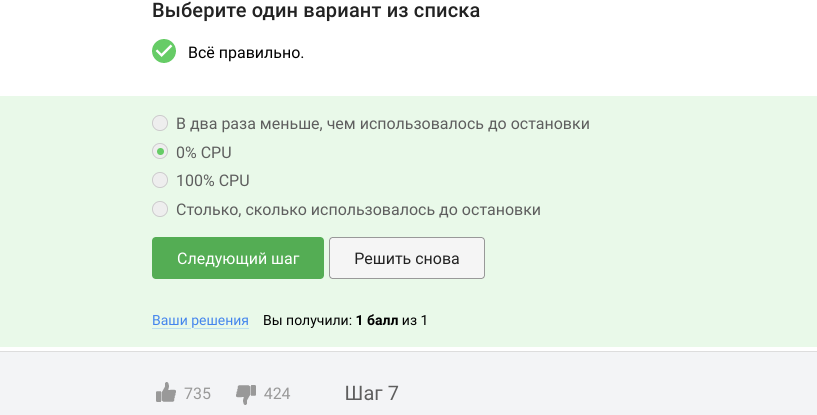 Выберите один вариант из списка
Всё правильно.
В два раза меньше, чем использовалось до остановки
0% CPU
100% CPU
Столько, сколько использовалось до остановки
Следующий шаг Решить снова
Ваши решения Вы получили: 1 балл из 1
735 424 Шаг 7